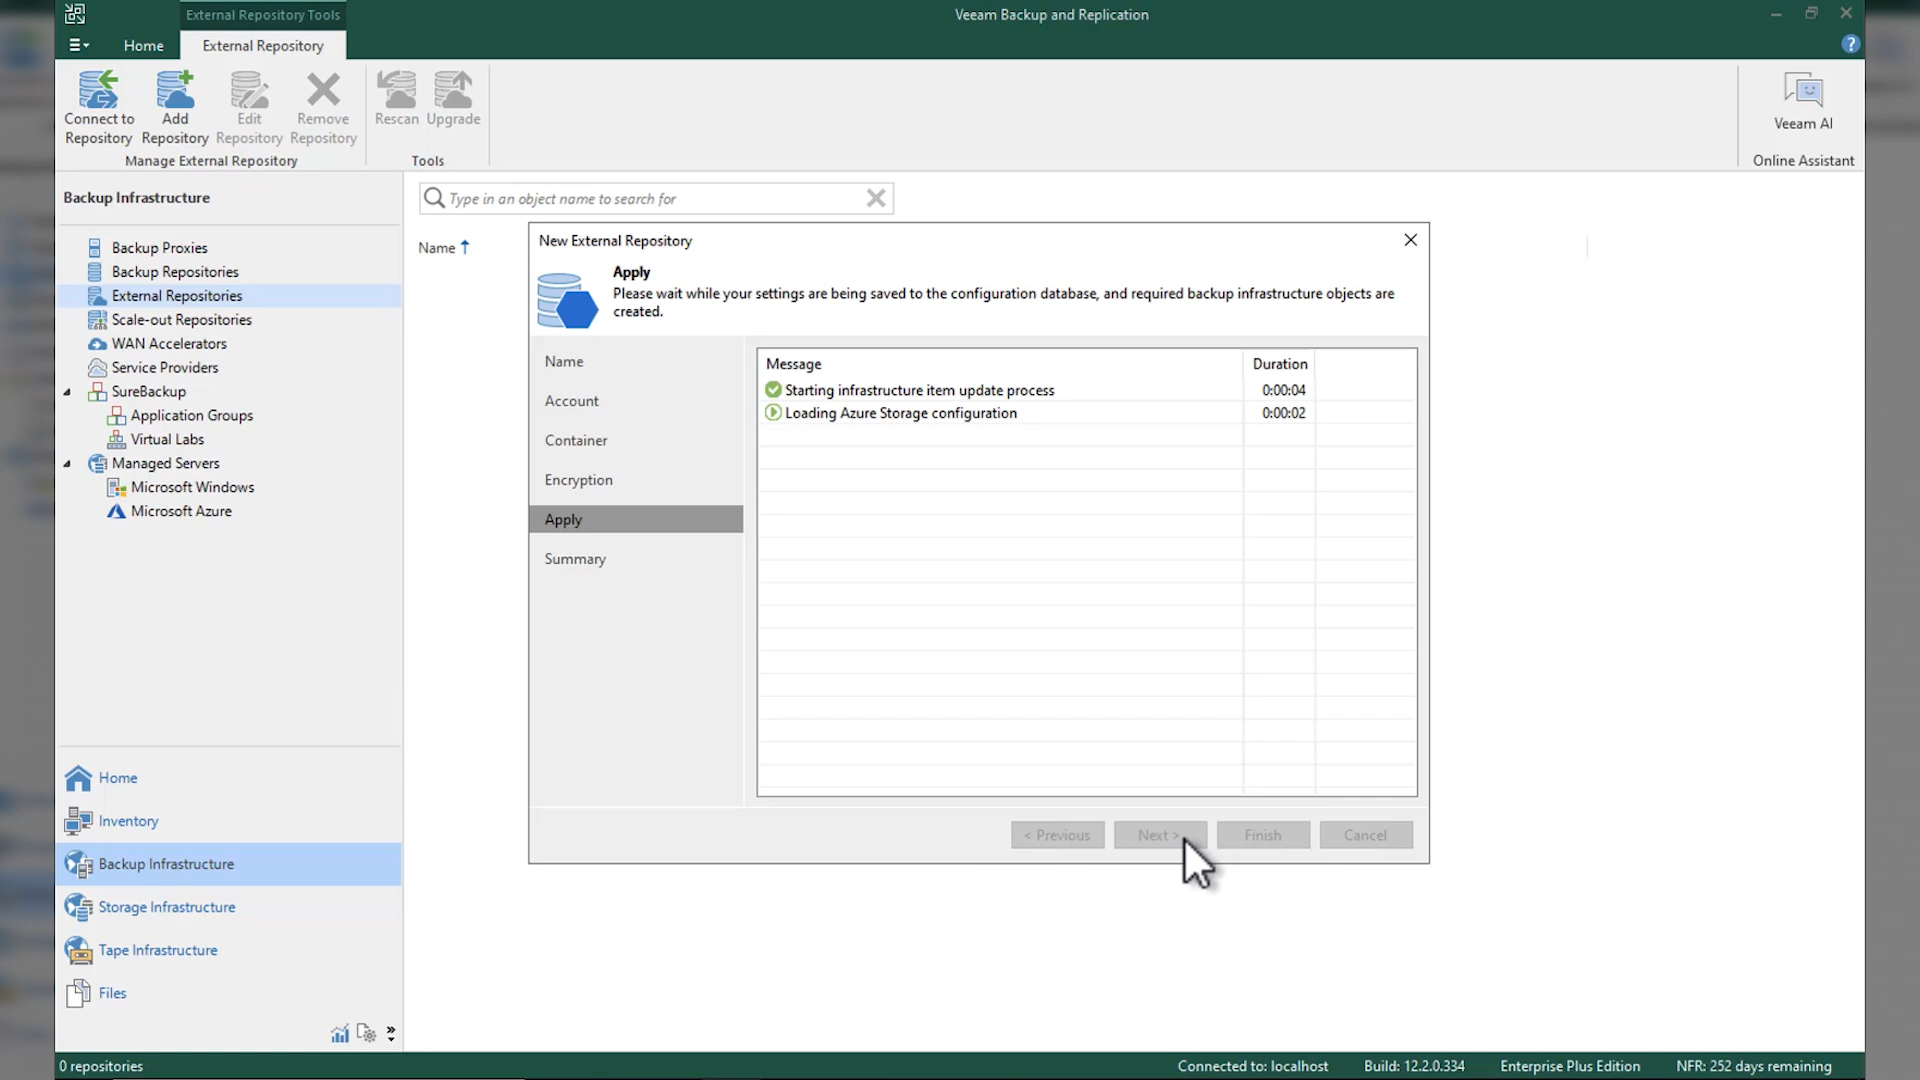 External Repository Tools
Veeam Backup and Replication
Home
External Repository
?
Connect to Repository
Add Repository
Edit Repository
Remove Repository
Rescan
Upgrade
Veeam AI
Manage External Repository
Tools
Online Assistant
Backup Infrastructure
Backup Proxies
Backup Repositories
External Repositories
Scale-out Repositories
WAN Accelerators
Service Providers
SureBackup
Application Groups
Virtual Labs
Managed Servers
Microsoft Windows
Microsoft Azure
Home
Inventory
Backup Infrastructure
Storage Infrastructure
Tape Infrastructure
Files
Type in an object name to search for
Name
New External Repository
Apply
Please wait while your settings are being saved to the configuration database, and required backup infrastructure objects are
created.
Name
Account
Container
Encryption
Apply
Summary
Message Duration
Starting infrastructure item update process 0:00:04
Loading Azure Storage configuration 0:00:02
< Previous
Next >
Finish
Cancel
0 repositories
Connected to: localhost
Build: 12.2.0.334
Enterprise Plus Edition
NFR: 252 days remaining